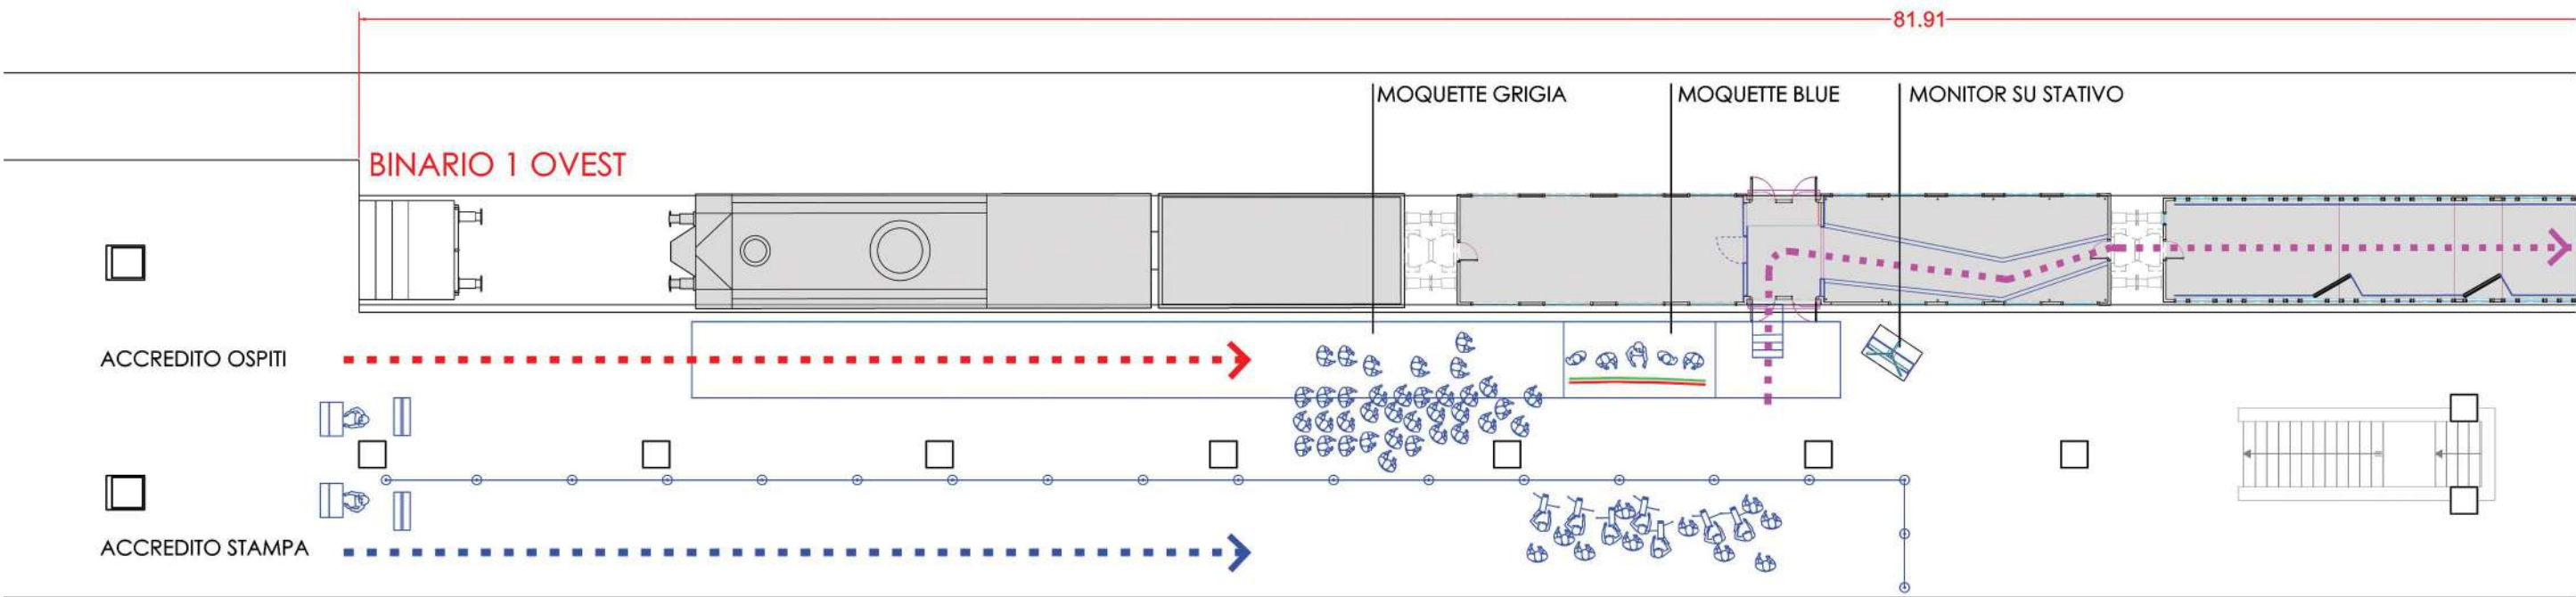 81.91
MOQUETTE GRIGIA
MOQUETTE BLUE
MONITOR SU STATIVO
BINARIO 1 OVEST
ACCREDITO OSPITI
ACCREDITO STAMPA